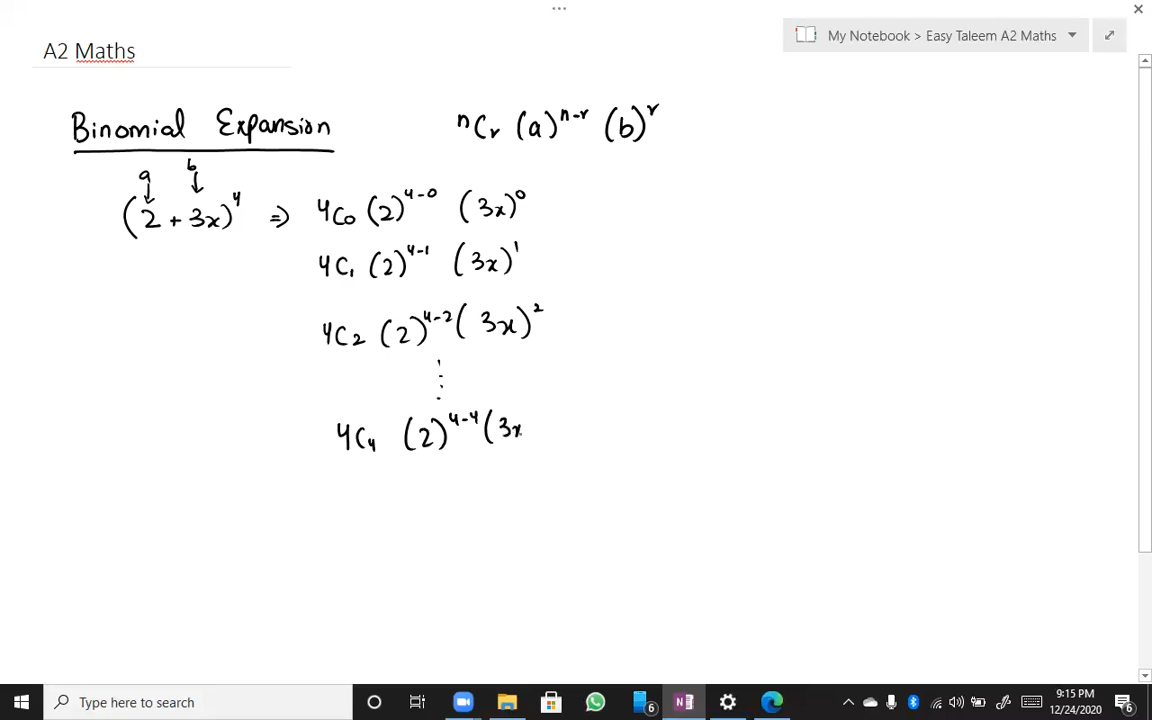 My Notebook > Easy Taleem A2 Maths
A2 Maths
Binomial Expansion ⁿCᵣ (a)ⁿ⁻ʳ (b)ʳ
a b
(2 + 3x)⁴ ⇒ 4C₀ (2)⁴⁻⁰ (3x)⁰
4C₁ (2)⁴⁻¹ (3x)¹
4C₂ (2)⁴⁻² (3x)²
4C₄ (2)⁴⁻⁴ (3x
Type here to search
6
9:15 PM
12/24/2020
6